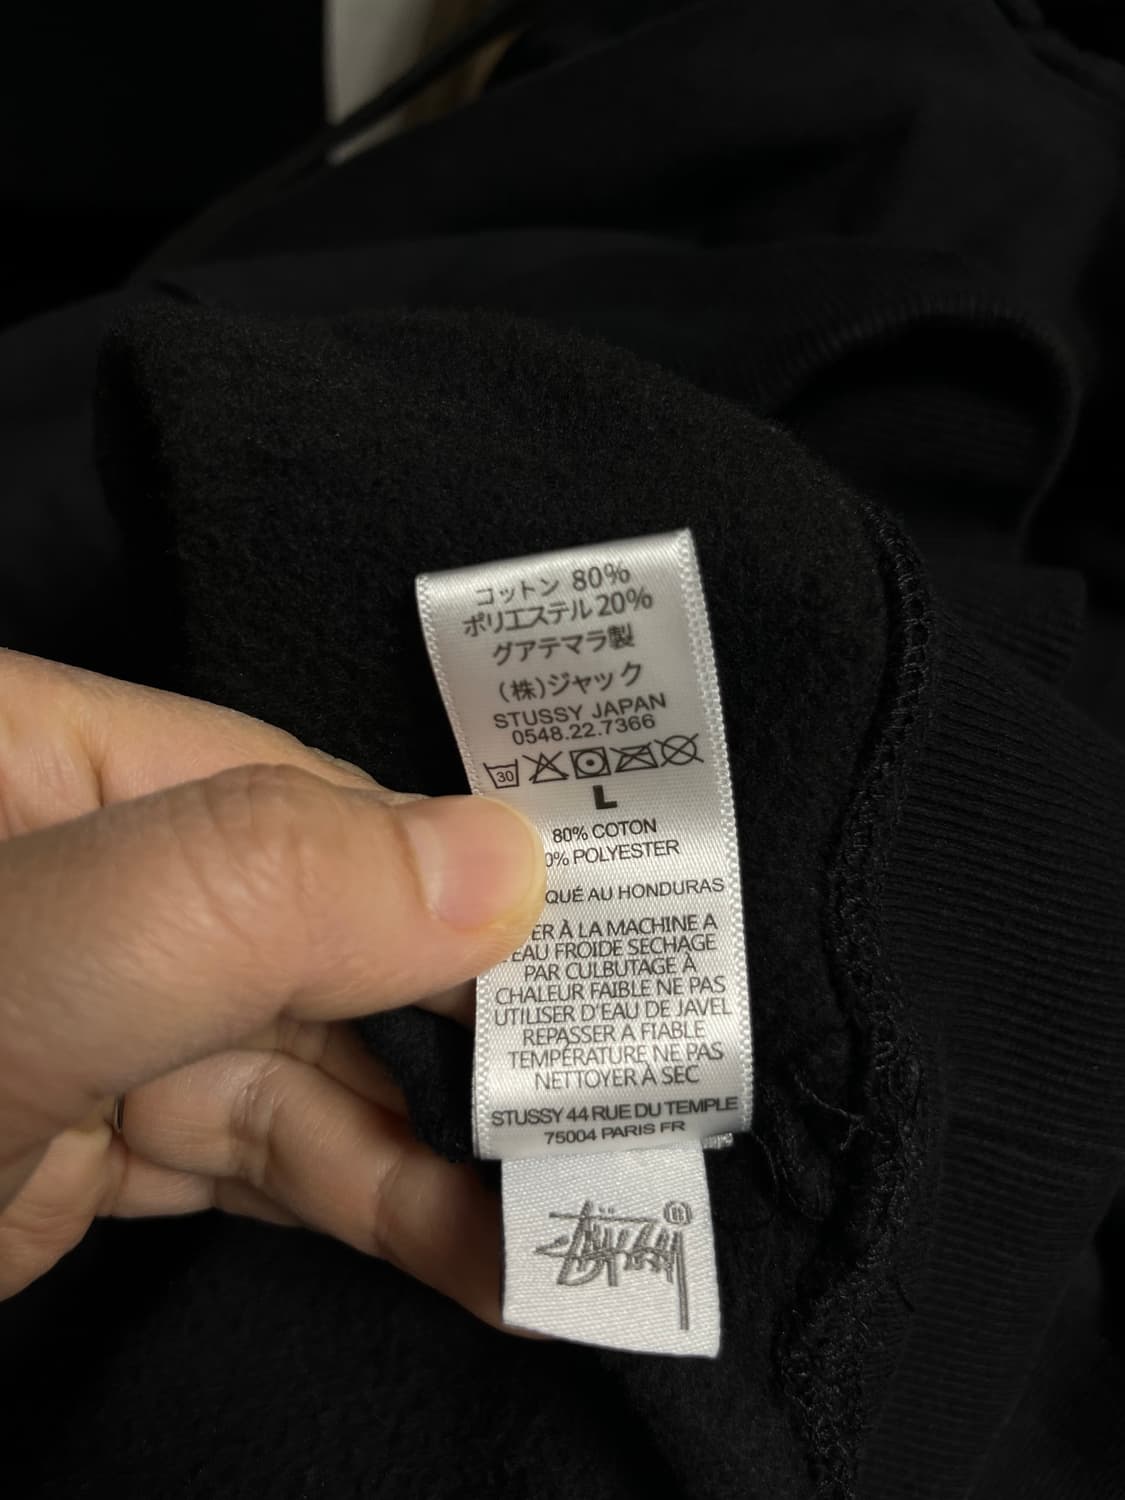 コットン 80%
ポリエステル 20%
グアテマラ製
(株)ジャック
STUSSY JAPAN
0548.22.7366
30
L
80% COTON
0% POLYESTER
QUÉ AU HONDURAS
ER À LA MACHINE A
EAU FROIDE SECHAGE
PAR CULBUTAGE À
CHALEUR FAIBLE NE PAS
UTILISER D'EAU DE JAVEL
REPASSER A FIABLE
TEMPÉRATURE NE PAS
NETTOYER À SEC
STUSSY 44 RUE DU TEMPLE
75004 PARIS FR
Stüssy ®